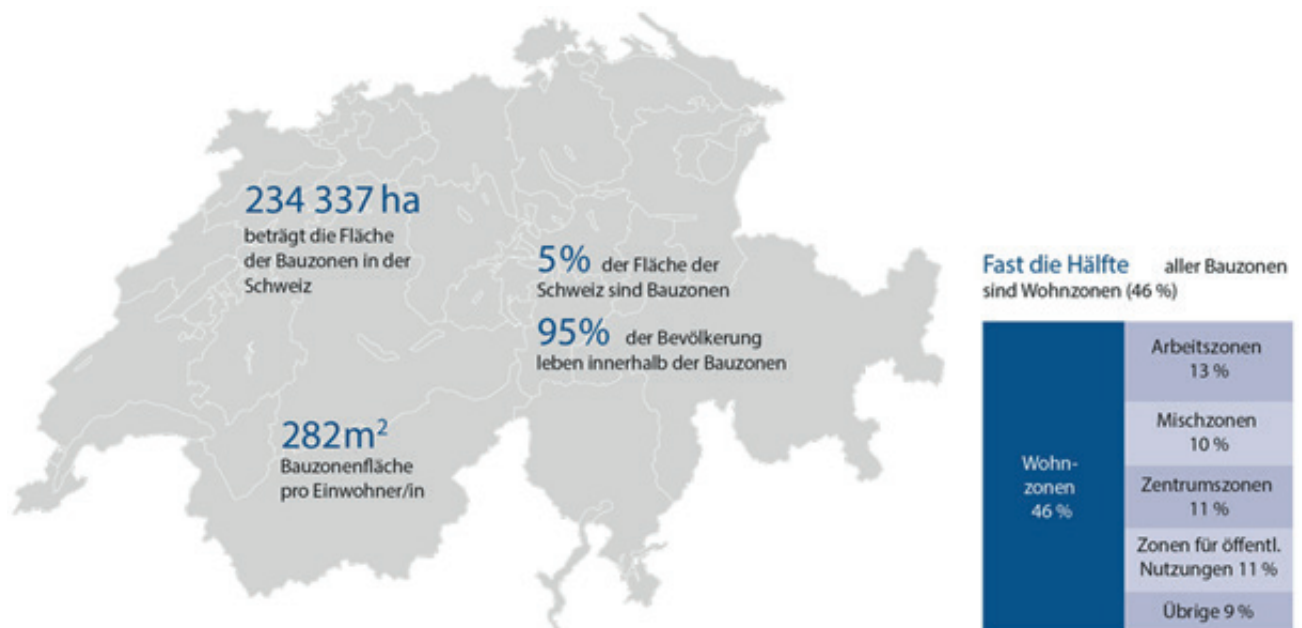 234 337 ha
beträgt die Fläche
der Bauzonen in der
Schweiz
5% der Fläche der
Schweiz sind Bauzonen
95% der Bevölkerung
leben innerhalb der Bauzonen
282m²
Bauzonenfläche
pro Einwohner/in
Fast die Hälfte aller Bauzonen
sind Wohnzonen (46 %)
Wohn-
zonen
46 %
Arbeitszonen
13 %
Mischzonen
10 %
Zentrumszonen
11 %
Zonen für öffentl.
Nutzungen 11 %
Übrige 9 %